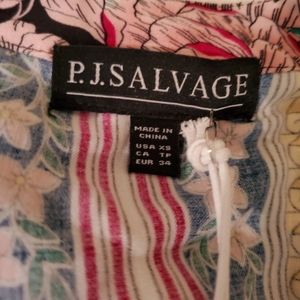 P.J.SALVAGE
MADE IN
CHINA
USA XS
CA TP
EUR 34